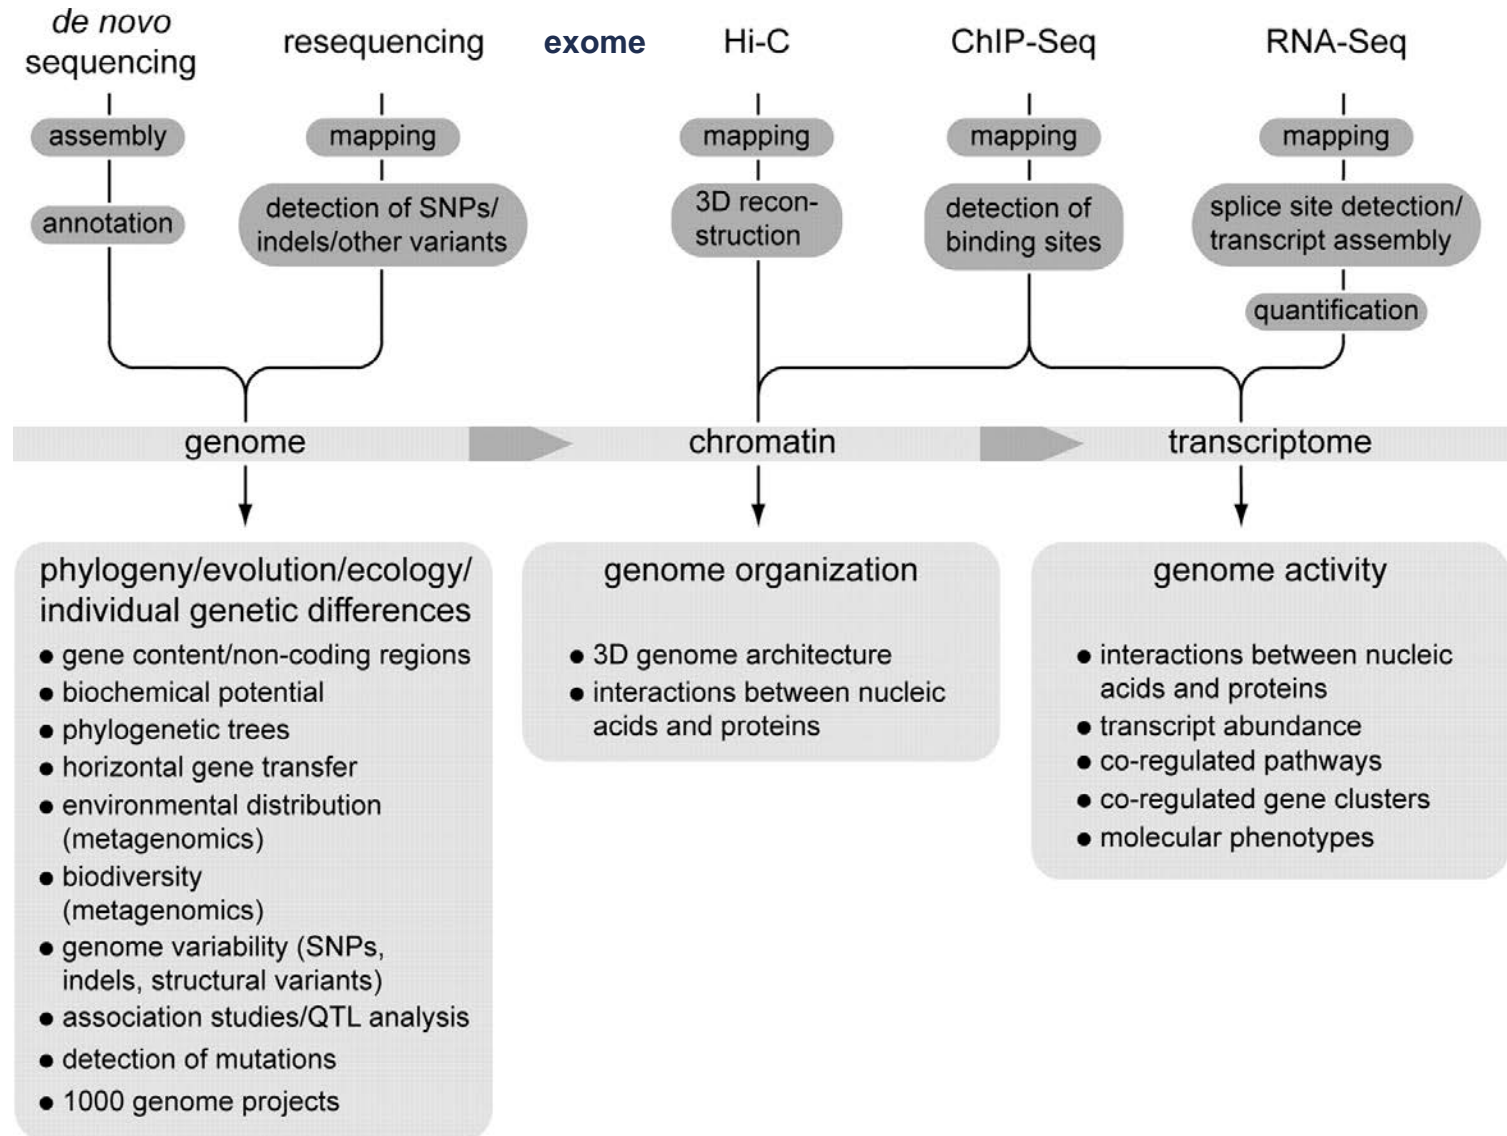 de novo
sequencing
resequencing
exome
Hi-C
ChIP-Seq
RNA-Seq
assembly
mapping
mapping
mapping
mapping
annotation
detection of SNPs/
indels/other variants
3D recon-
struction
detection of
binding sites
splice site detection/
transcript assembly
quantification
genome
chromatin
transcriptome
phylogeny/evolution/ecology/
individual genetic differences
● gene content/non-coding regions
● biochemical potential
● phylogenetic trees
● horizontal gene transfer
● environmental distribution
(metagenomics)
● biodiversity
(metagenomics)
● genome variability (SNPs,
indels, structural variants)
● association studies/QTL analysis
● detection of mutations
● 1000 genome projects
genome organization
● 3D genome architecture
● interactions between nucleic
acids and proteins
genome activity
● interactions between nucleic
acids and proteins
● transcript abundance
● co-regulated pathways
● co-regulated gene clusters
● molecular phenotypes